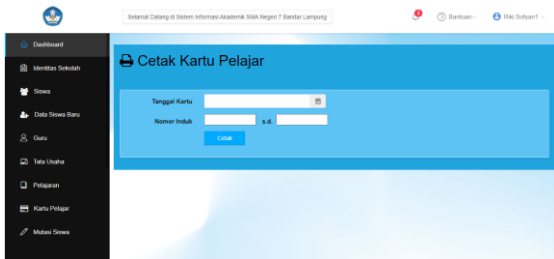 Selamat Datang di Sistem Informasi Akademik SMA Negeri 7 Bandar Lampung
Bantuan
Riki Sofyan1
Dashboard
Identitas Sekolah
Siswa
Data Siswa Baru
Guru
Tata Usaha
Pelajaran
Kartu Pelajar
Mutasi Siswa
Cetak Kartu Pelajar
Tanggal Kartu
Nomor Induk
s.d.
Cetak